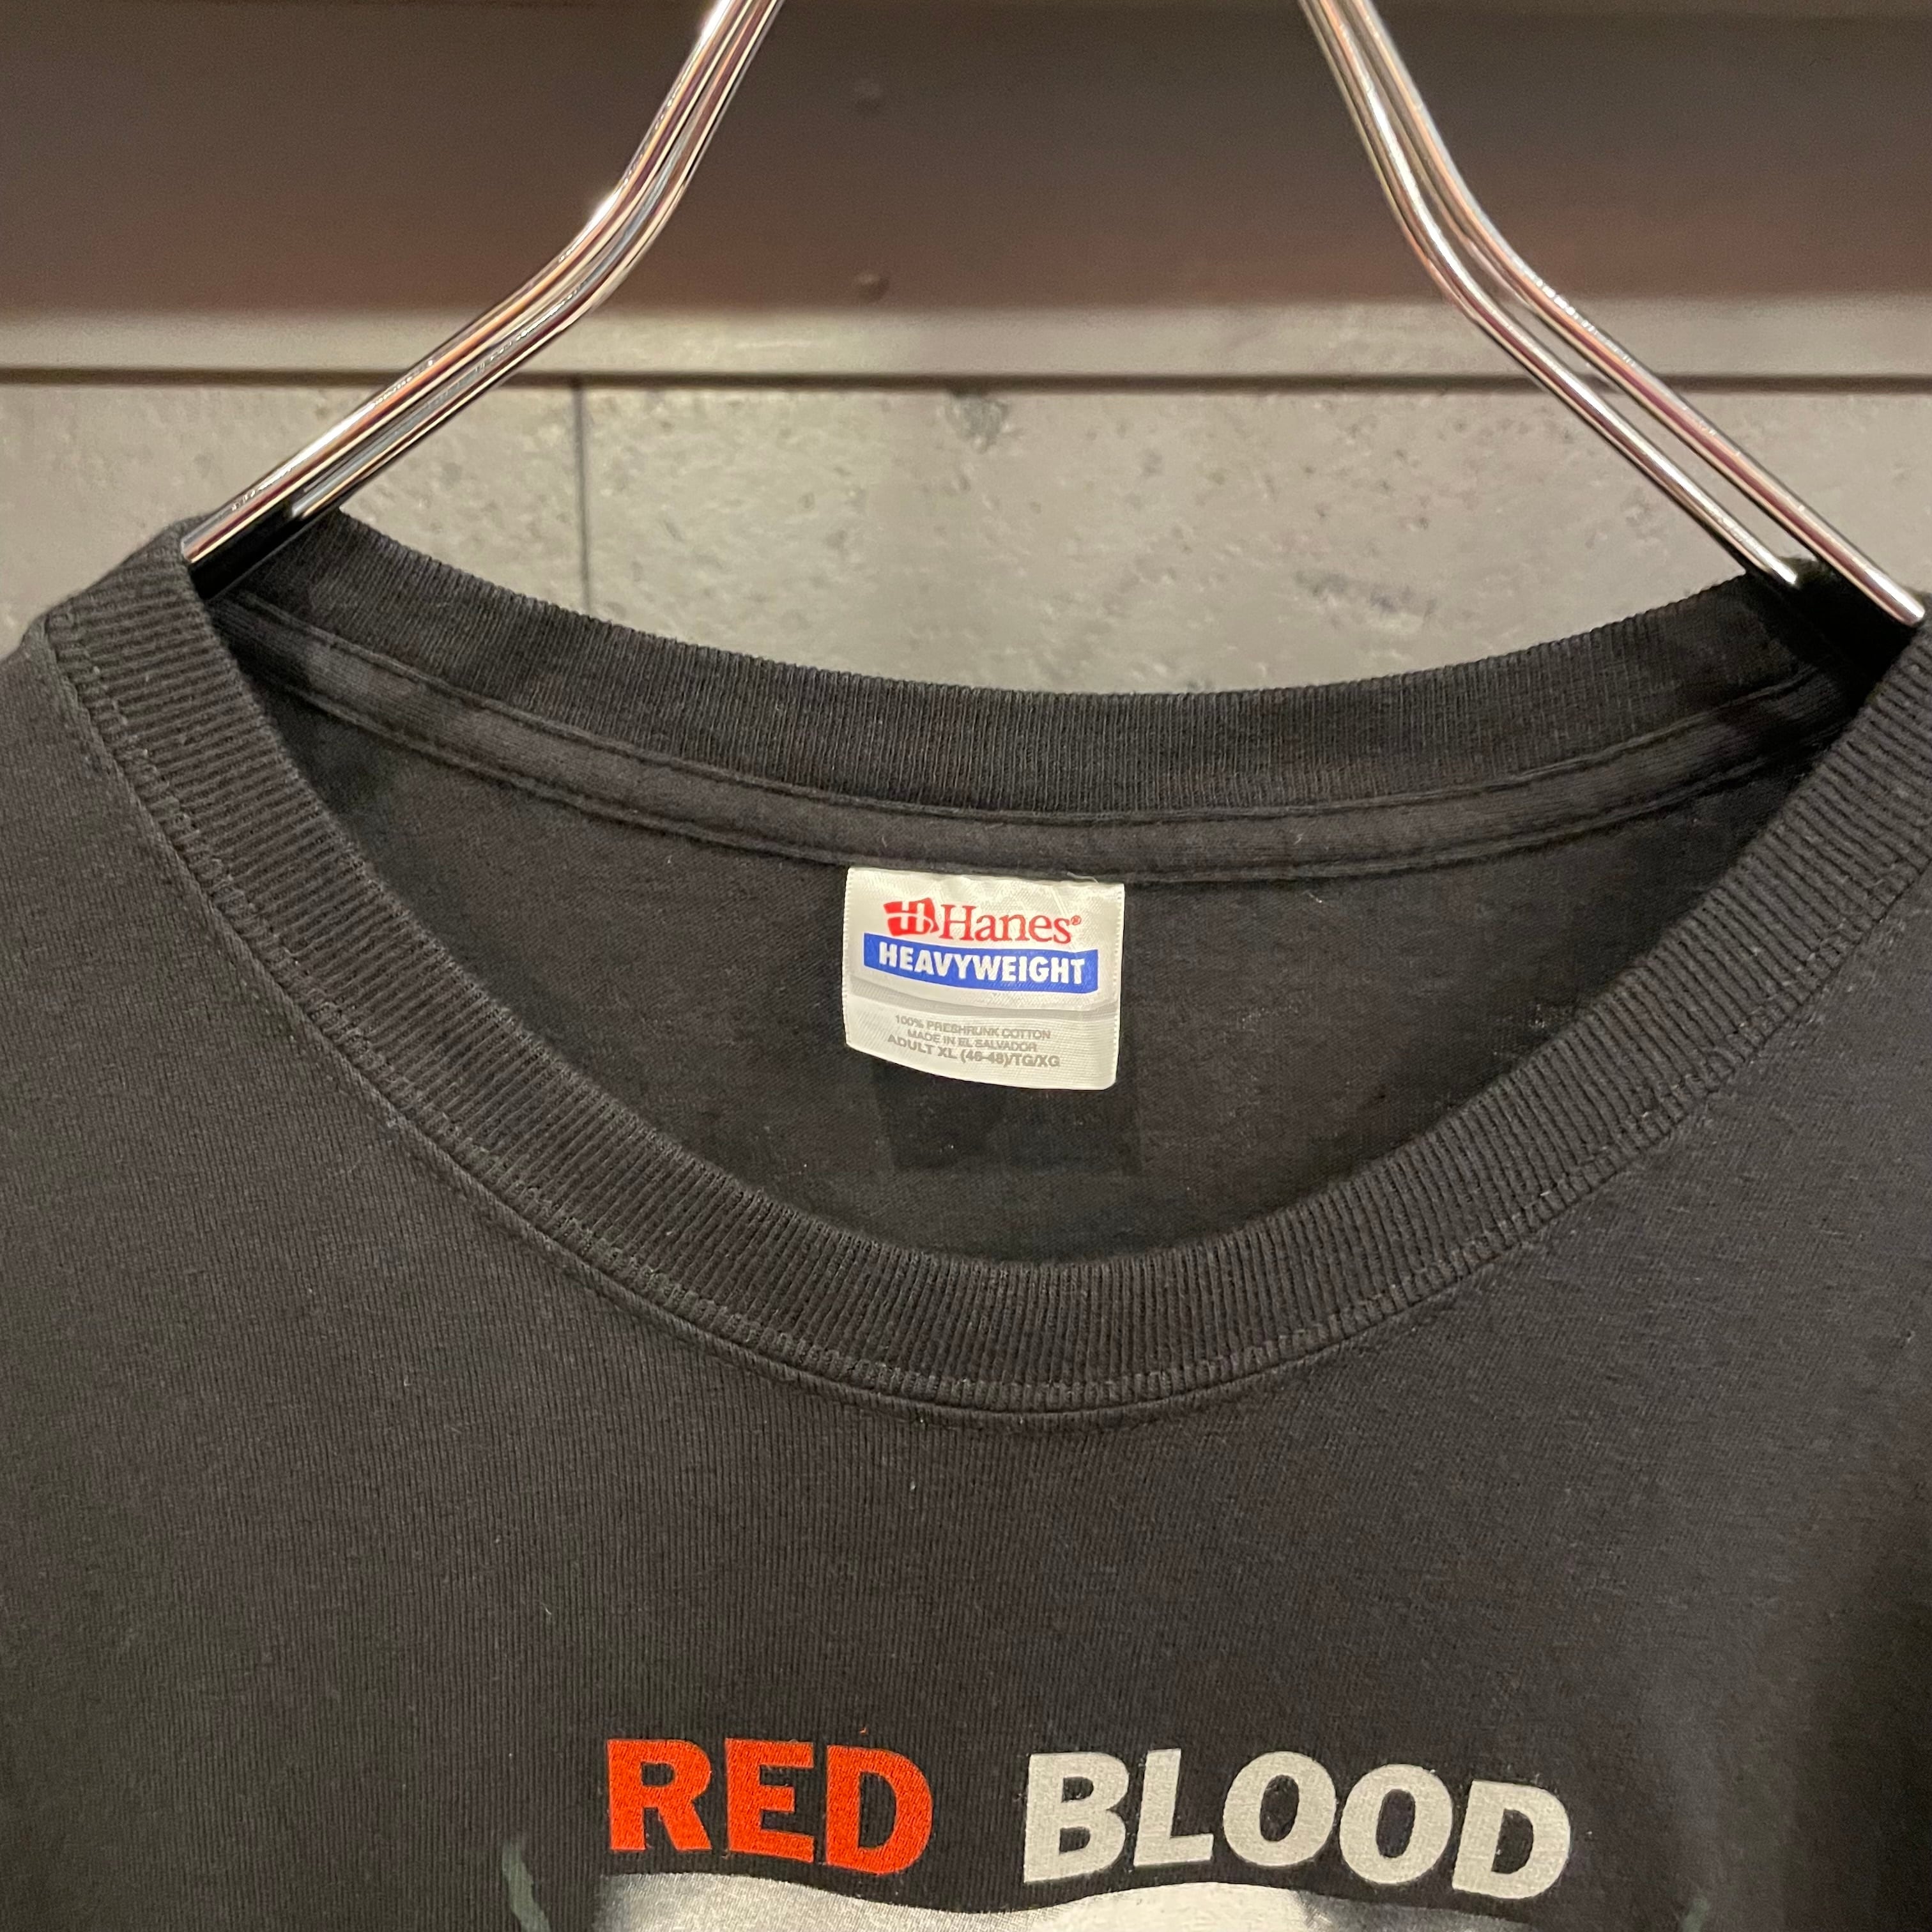 Hanes®
HEAVYWEIGHT
100% PRESHRUNK COTTON
MADE IN EL SALVADOR
ADULT XL (46-48)/TG/XG
RED BLOOD